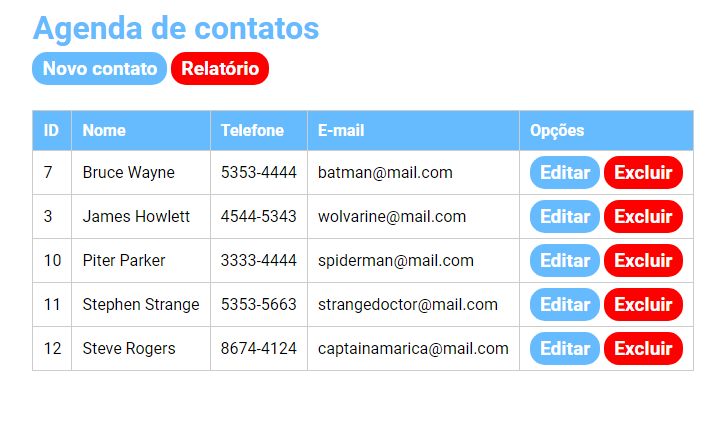 Agenda de contatos
Novo contato Relatório
ID Nome Telefone E-mail Opções
7 Bruce Wayne 5353-4444 batman@mail.com Editar Excluir
3 James Howlett 4544-5343 wolvarine@mail.com Editar Excluir
10 Piter Parker 3333-4444 spiderman@mail.com Editar Excluir
11 Stephen Strange 5353-5663 strangedoctor@mail.com Editar Excluir
12 Steve Rogers 8674-4124 captainamarica@mail.com Editar Excluir